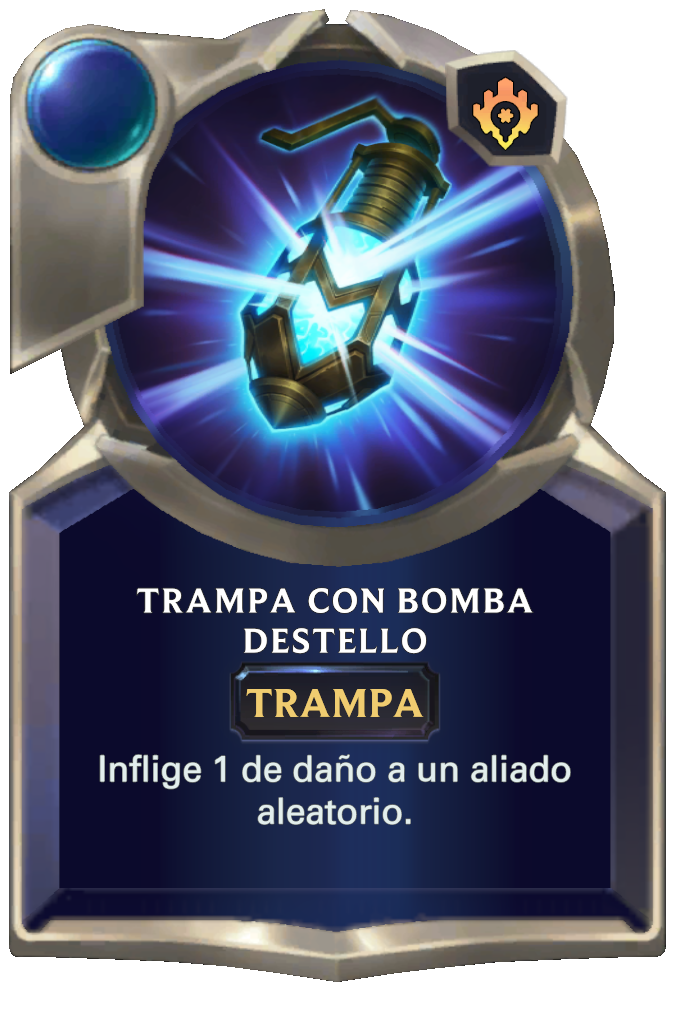 TRAMPA CON BOMBA
DESTELLO
TRAMPA
Inflige 1 de daño a un aliado
aleatorio.